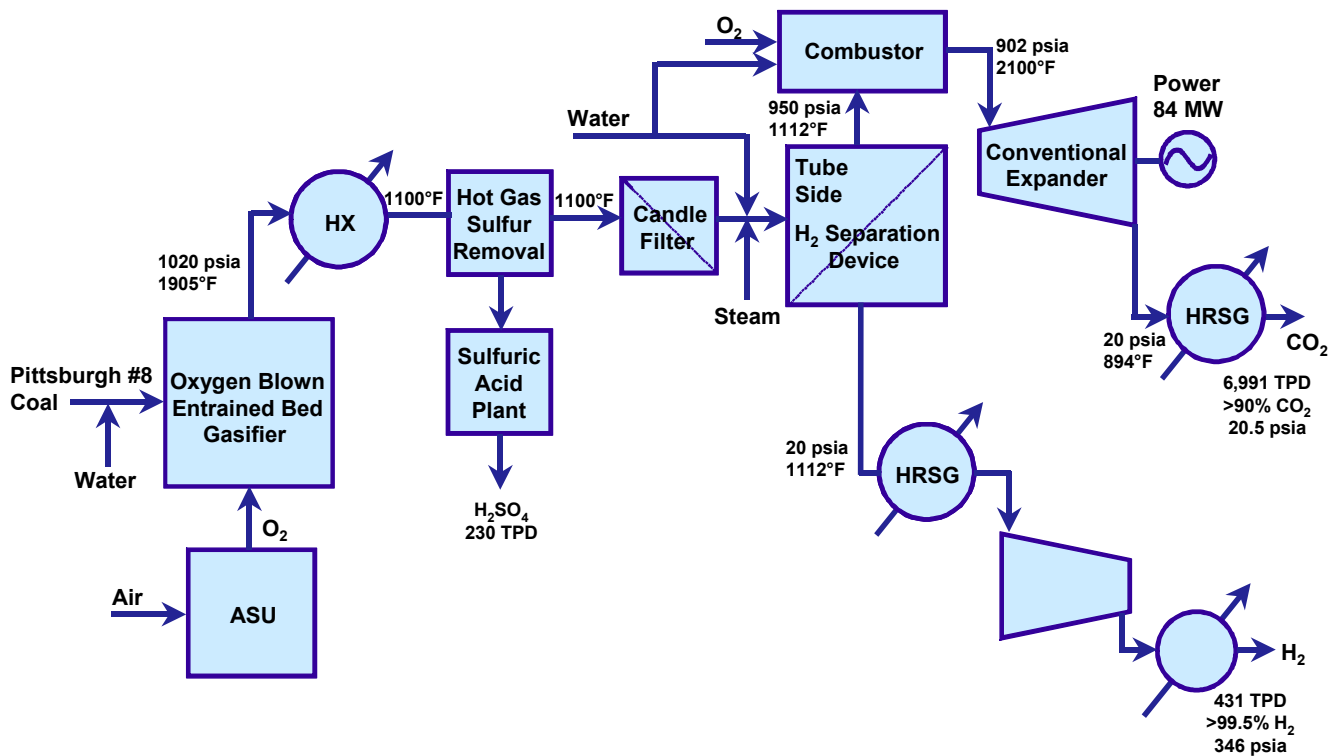 O₂
Combustor
902 psia
2100°F
Power
84 MW
Water
950 psia
1112°F
Conventional
Expander
Tube
Side
H₂ Separation
Device
1100°F
Hot Gas
Sulfur
Removal
1100°F
Candle
Filter
HX
1020 psia
1905°F
Steam
HRSG
CO₂
20 psia
894°F
6,991 TPD
>90% CO₂
20.5 psia
Pittsburgh #8
Coal
Oxygen Blown
Entrained Bed
Gasifier
Sulfuric
Acid
Plant
Water
20 psia
1112°F
HRSG
H₂SO₄
230 TPD
O₂
Air
ASU
H₂
431 TPD
>99.5% H₂
346 psia